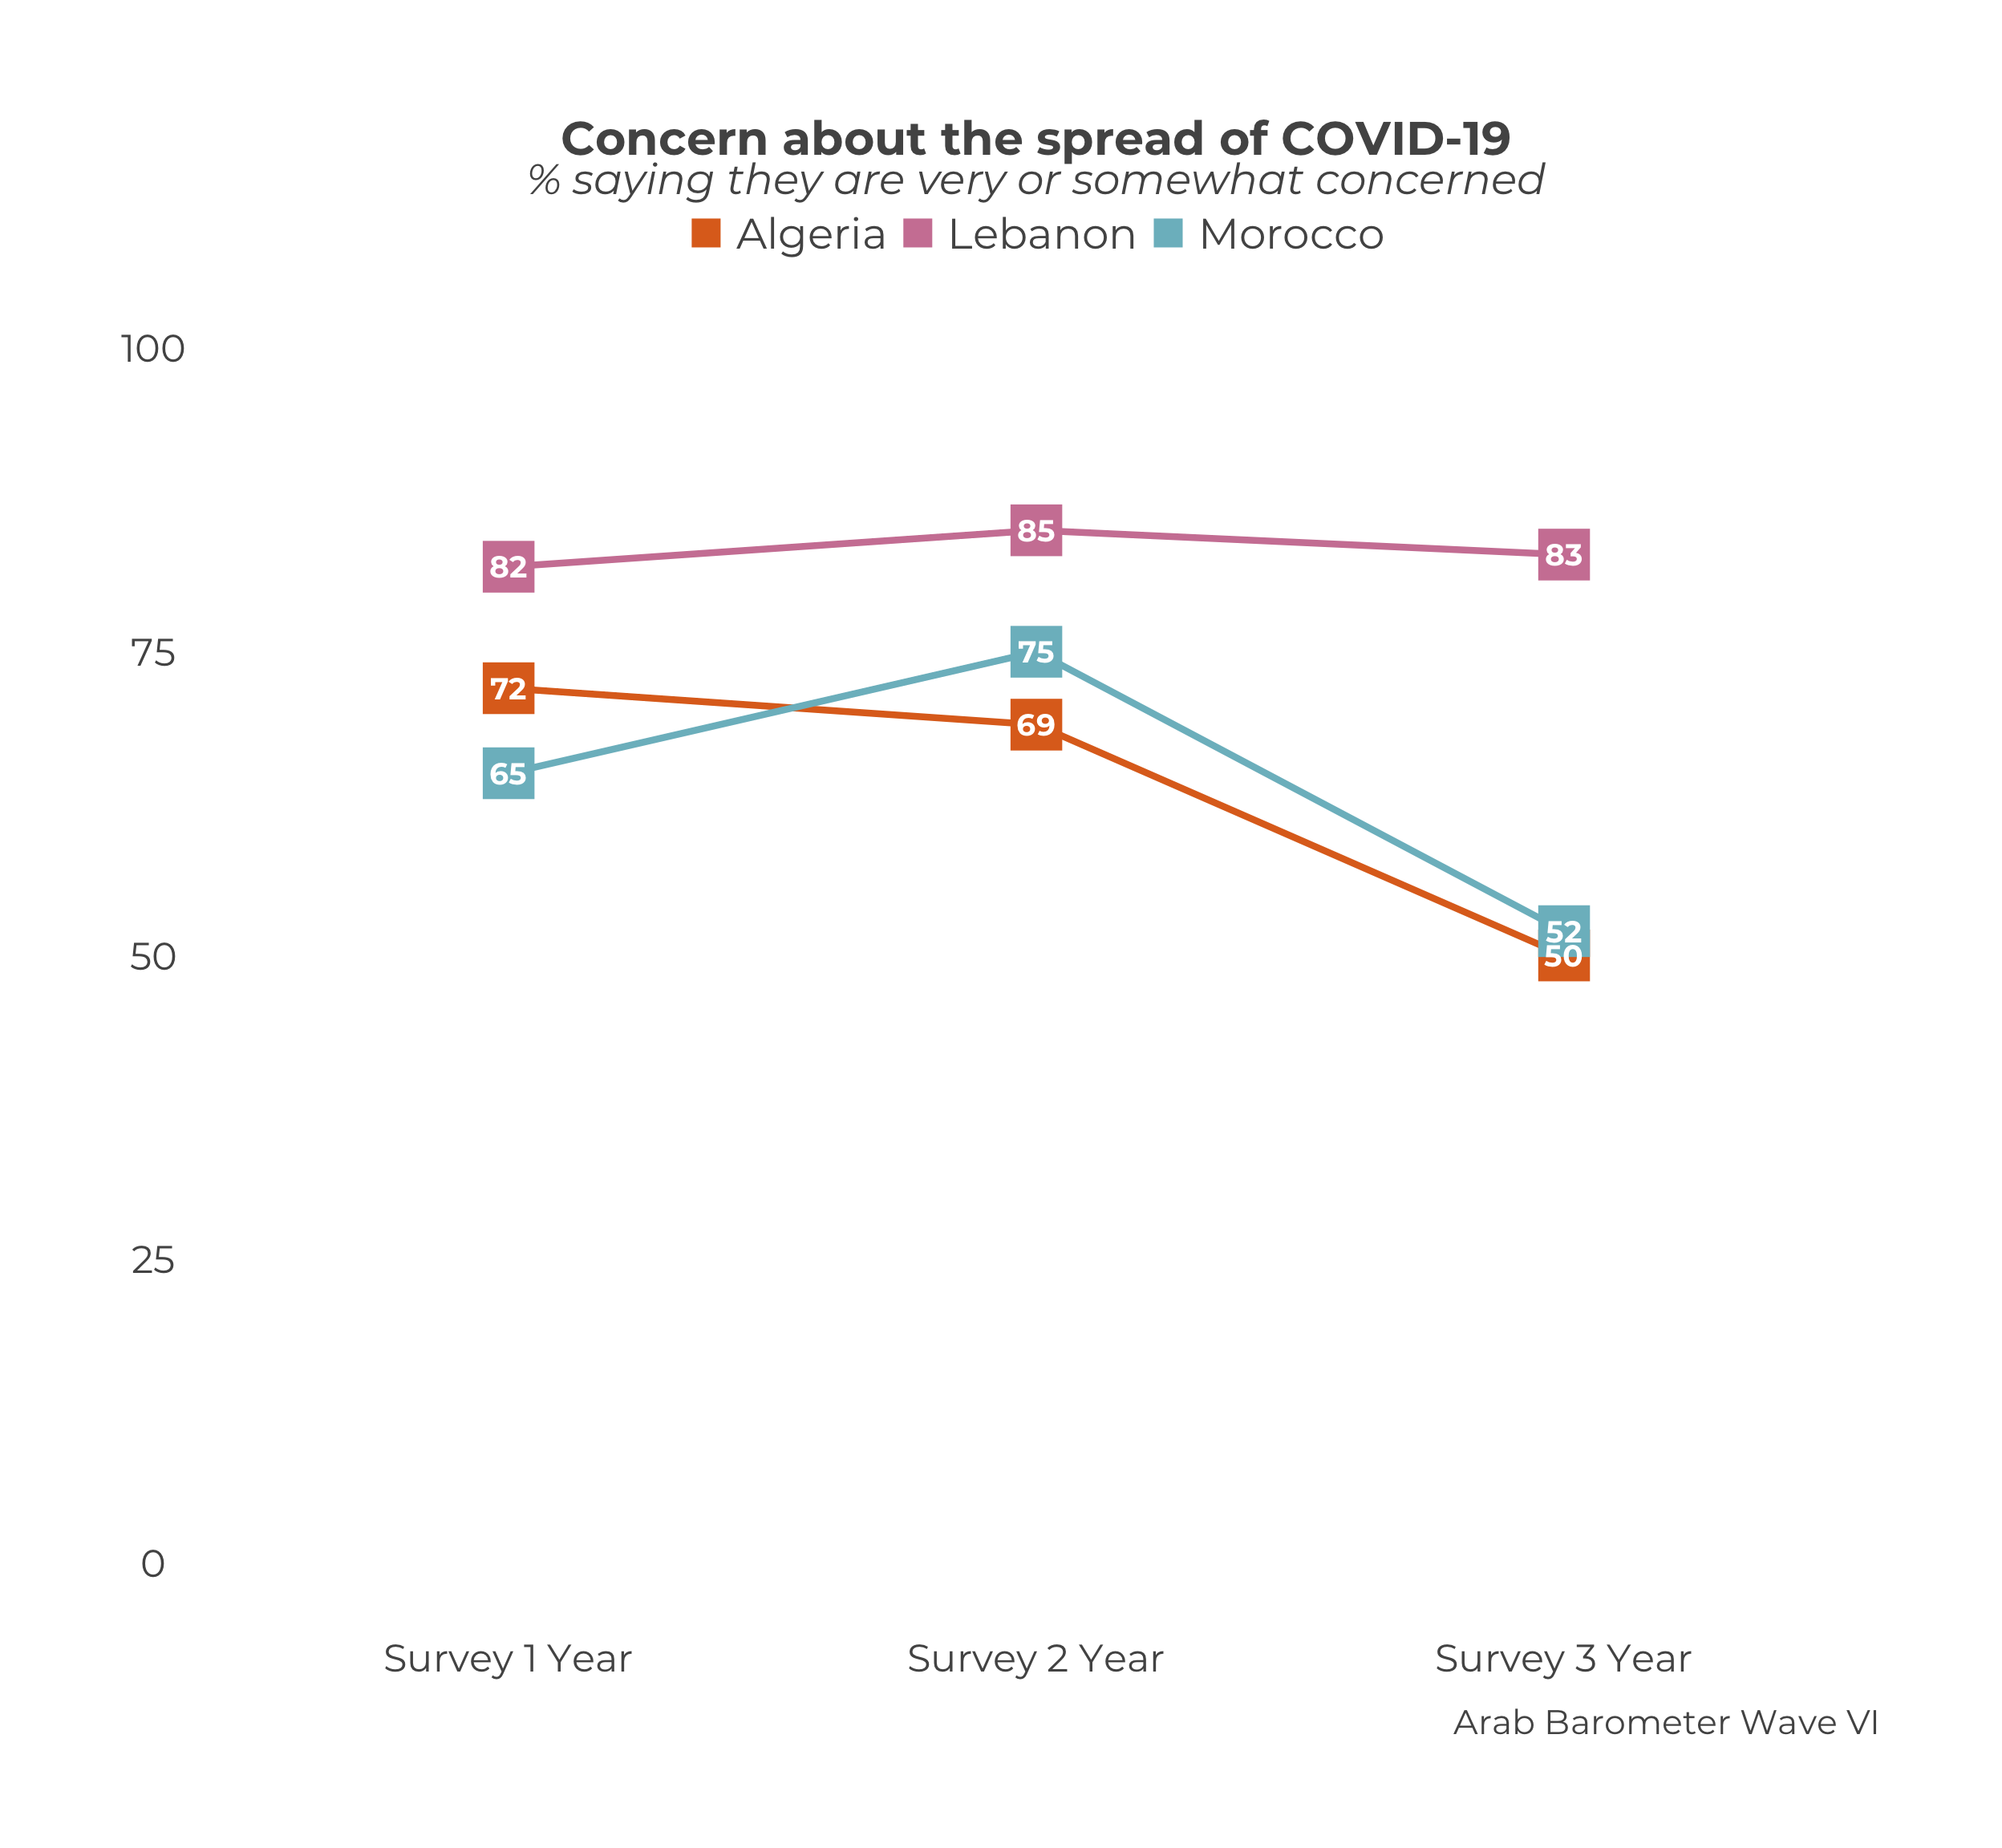 Concern about the spread of COVID-19
% saying they are very or somewhat concerned
Algeria Lebanon Morocco
100
85
83
82
75
75
72
69
65
52
50
50
25
0
Survey 1 Year Survey 2 Year Survey 3 Year
Arab Barometer Wave VI